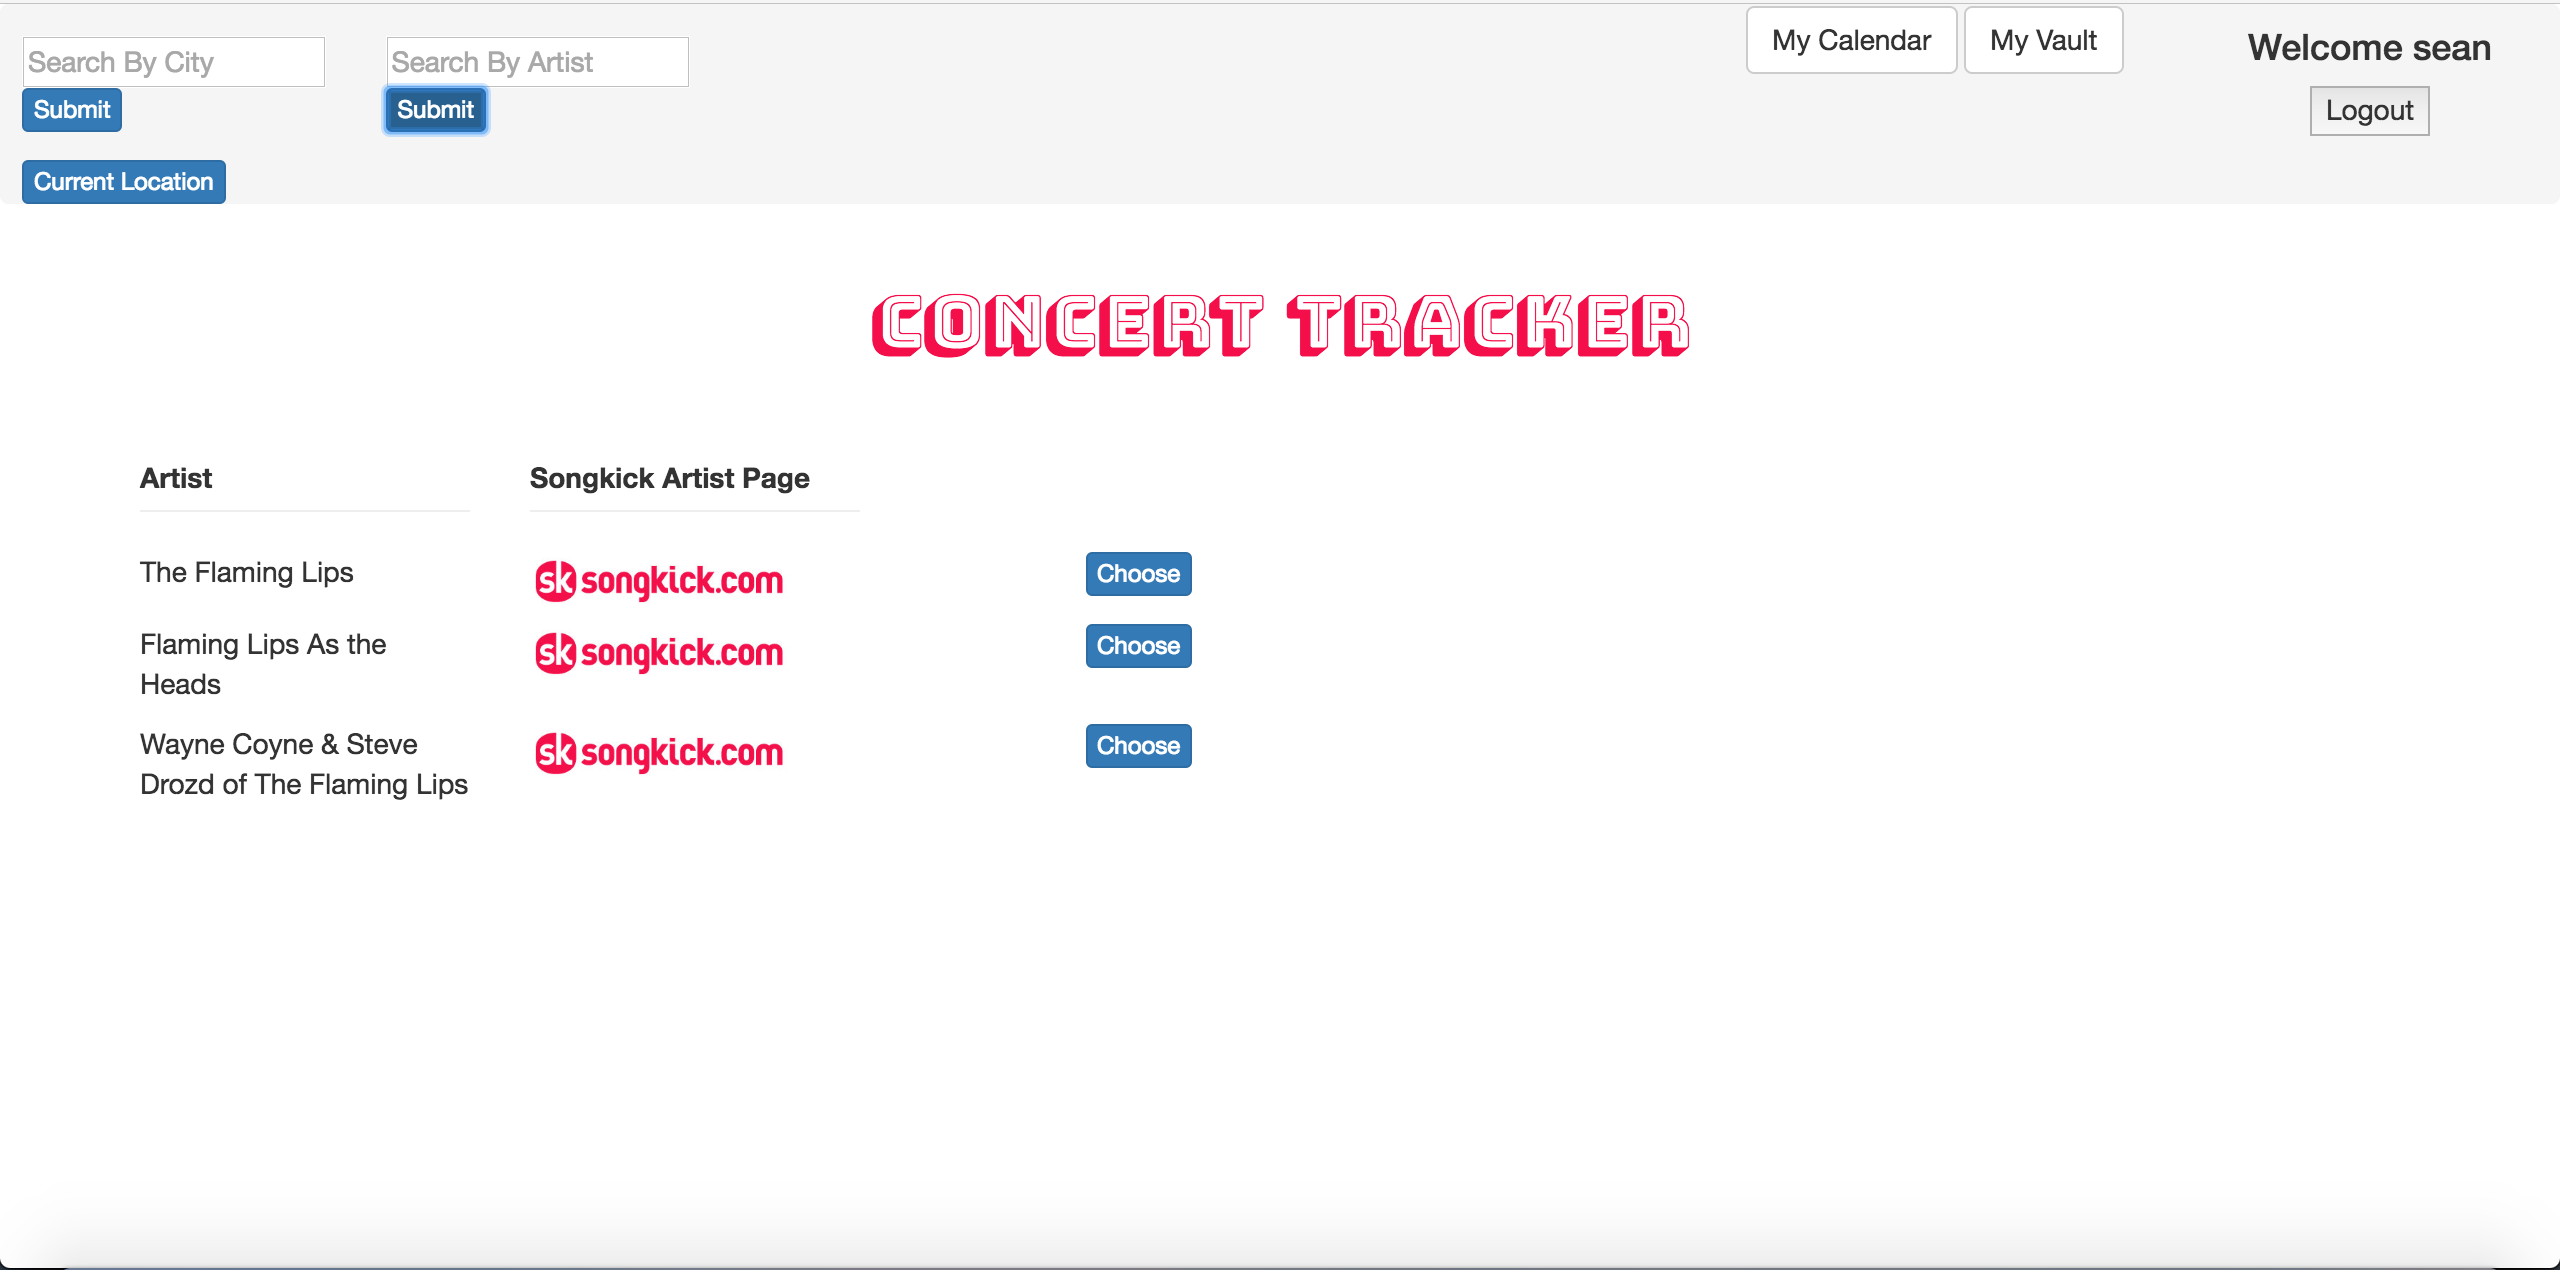 Search By City
Submit
Current Location
Search By Artist
Submit
My Calendar
My Vault
Welcome sean
Logout
CONCERT TRACKER
Artist
Songkick Artist Page
The Flaming Lips
sk songkick.com
Choose
Flaming Lips As the
Heads
sk songkick.com
Choose
Wayne Coyne & Steve
Drozd of The Flaming Lips
sk songkick.com
Choose